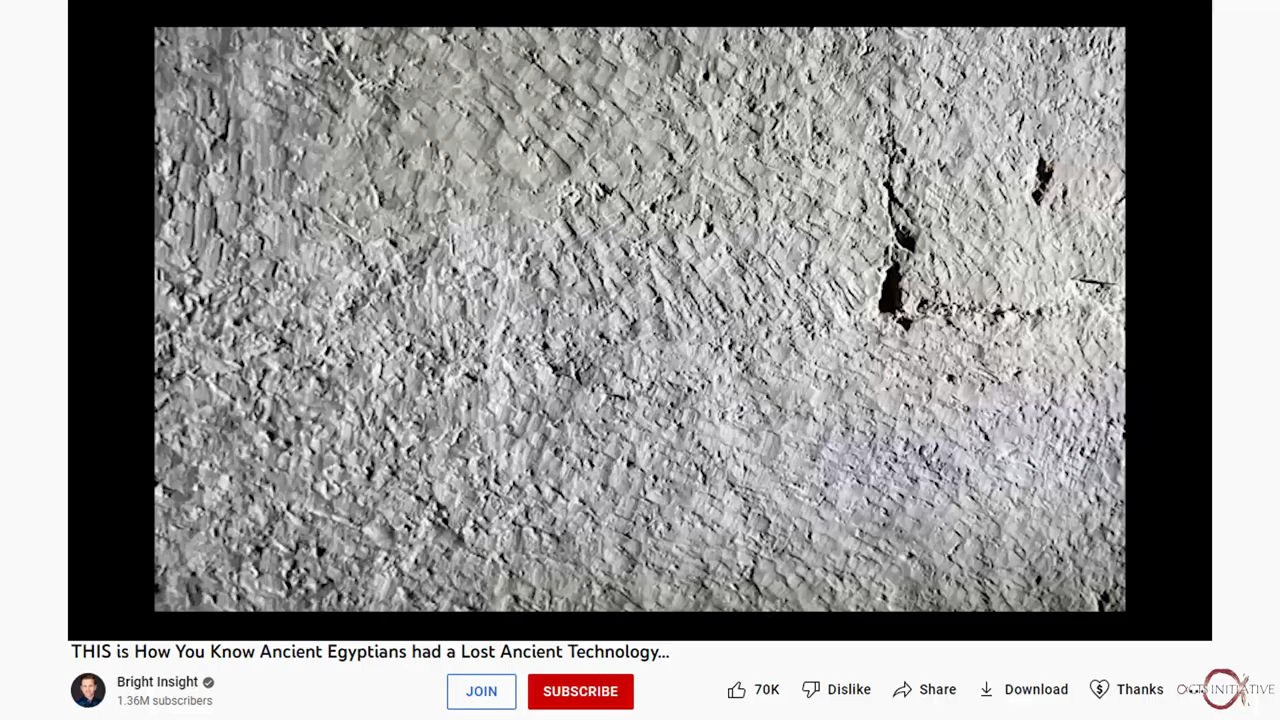 THIS is How You Know Ancient Egyptians had a Lost Ancient Technology...
Bright Insight
1.36M subscribers
JOIN
SUBSCRIBE
70K
Dislike
Share
Download
Thanks
INITIATIVE